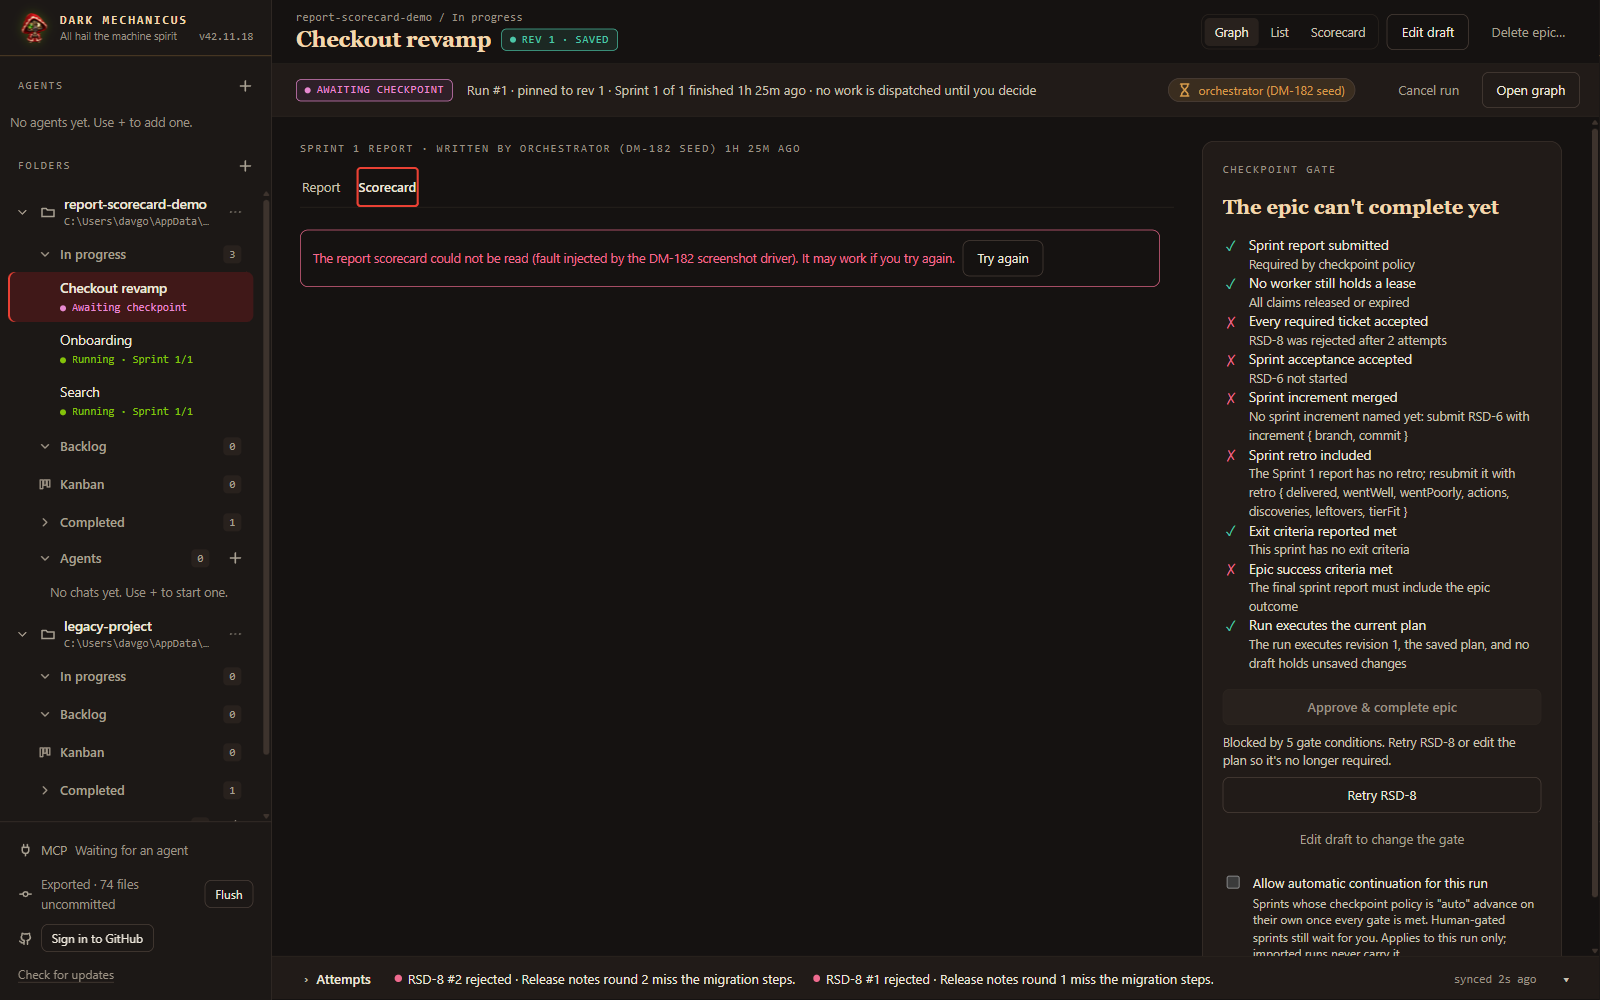 DARK MECHANICUS
All hail the machine spirit v42.11.18
AGENTS
No agents yet. Use + to add one.
FOLDERS
report-scorecard-demo
C:\Users\davgo\AppData\…
In progress 3
Checkout revamp
Awaiting checkpoint
Onboarding
Running · Sprint 1/1
Search
Running · Sprint 1/1
Backlog 0
Kanban 0
Completed 1
Agents 0
No chats yet. Use + to start one.
legacy-project
C:\Users\davgo\AppData\…
In progress 0
Backlog 0
Kanban 0
Completed 1
MCP Waiting for an agent
Exported · 74 files
uncommitted
Flush
Sign in to GitHub
Check for updates
report-scorecard-demo / In progress
Checkout revamp
REV 1 · SAVED
Graph List Scorecard
Edit draft
Delete epic…
AWAITING CHECKPOINT
Run #1 · pinned to rev 1 · Sprint 1 of 1 finished 1h 25m ago · no work is dispatched until you decide
orchestrator (DM-182 seed)
Cancel run
Open graph
SPRINT 1 REPORT · WRITTEN BY ORCHESTRATOR (DM-182 SEED) 1H 25M AGO
Report Scorecard
The report scorecard could not be read (fault injected by the DM-182 screenshot driver). It may work if you try again.
Try again
CHECKPOINT GATE
The epic can't complete yet
✓ Sprint report submitted
Required by checkpoint policy
✓ No worker still holds a lease
All claims released or expired
✗ Every required ticket accepted
RSD-8 was rejected after 2 attempts
✗ Sprint acceptance accepted
RSD-6 not started
✗ Sprint increment merged
No sprint increment named yet: submit RSD-6 with
increment { branch, commit }
✗ Sprint retro included
The Sprint 1 report has no retro; resubmit it with
retro { delivered, wentWell, wentPoorly, actions,
discoveries, leftovers, tierFit }
✓ Exit criteria reported met
This sprint has no exit criteria
✗ Epic success criteria met
The final sprint report must include the epic
outcome
✓ Run executes the current plan
The run executes revision 1, the saved plan, and no
draft holds unsaved changes
Approve & complete epic
Blocked by 5 gate conditions. Retry RSD-8 or edit the
plan so it's no longer required.
Retry RSD-8
Edit draft to change the gate
Allow automatic continuation for this run
Sprints whose checkpoint policy is "auto" advance on
their own once every gate is met. Human-gated
sprints still wait for you. Applies to this run only;
imported runs never carry it.
› Attempts
RSD-8 #2 rejected · Release notes round 2 miss the migration steps.
RSD-8 #1 rejected · Release notes round 1 miss the migration steps.
synced 2s ago